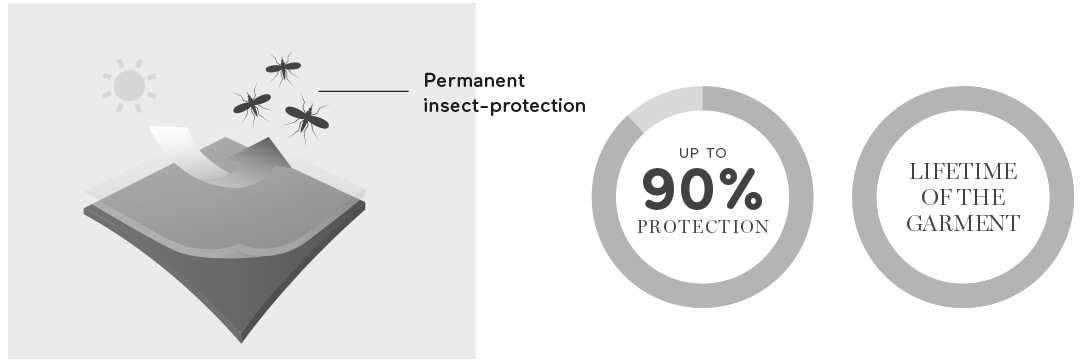 Permanent
insect-protection
UP TO
90%
PROTECTION
LIFETIME
OF THE
GARMENT